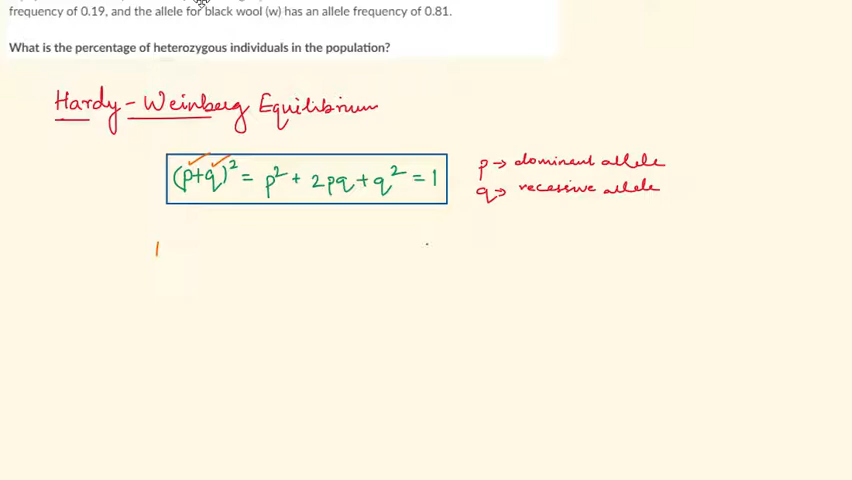 frequency of 0.19, and the allele for black wool (w) has an allele frequency of 0.81.
What is the percentage of heterozygous individuals in the population?
Hardy-Weinberg Equilibrium
(p+q)² = p² + 2pq + q² = 1
p → dominent allele
q → recessive allele